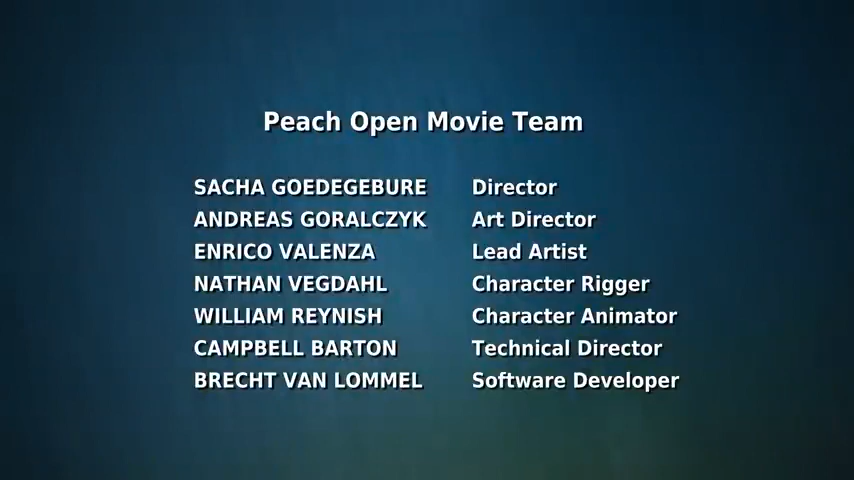 Peach Open Movie Team
SACHA GOEDEGEBURE Director
ANDREAS GORALCZYK Art Director
ENRICO VALENZA Lead Artist
NATHAN VEGDAHL Character Rigger
WILLIAM REYNISH Character Animator
CAMPBELL BARTON Technical Director
BRECHT VAN LOMMEL Software Developer